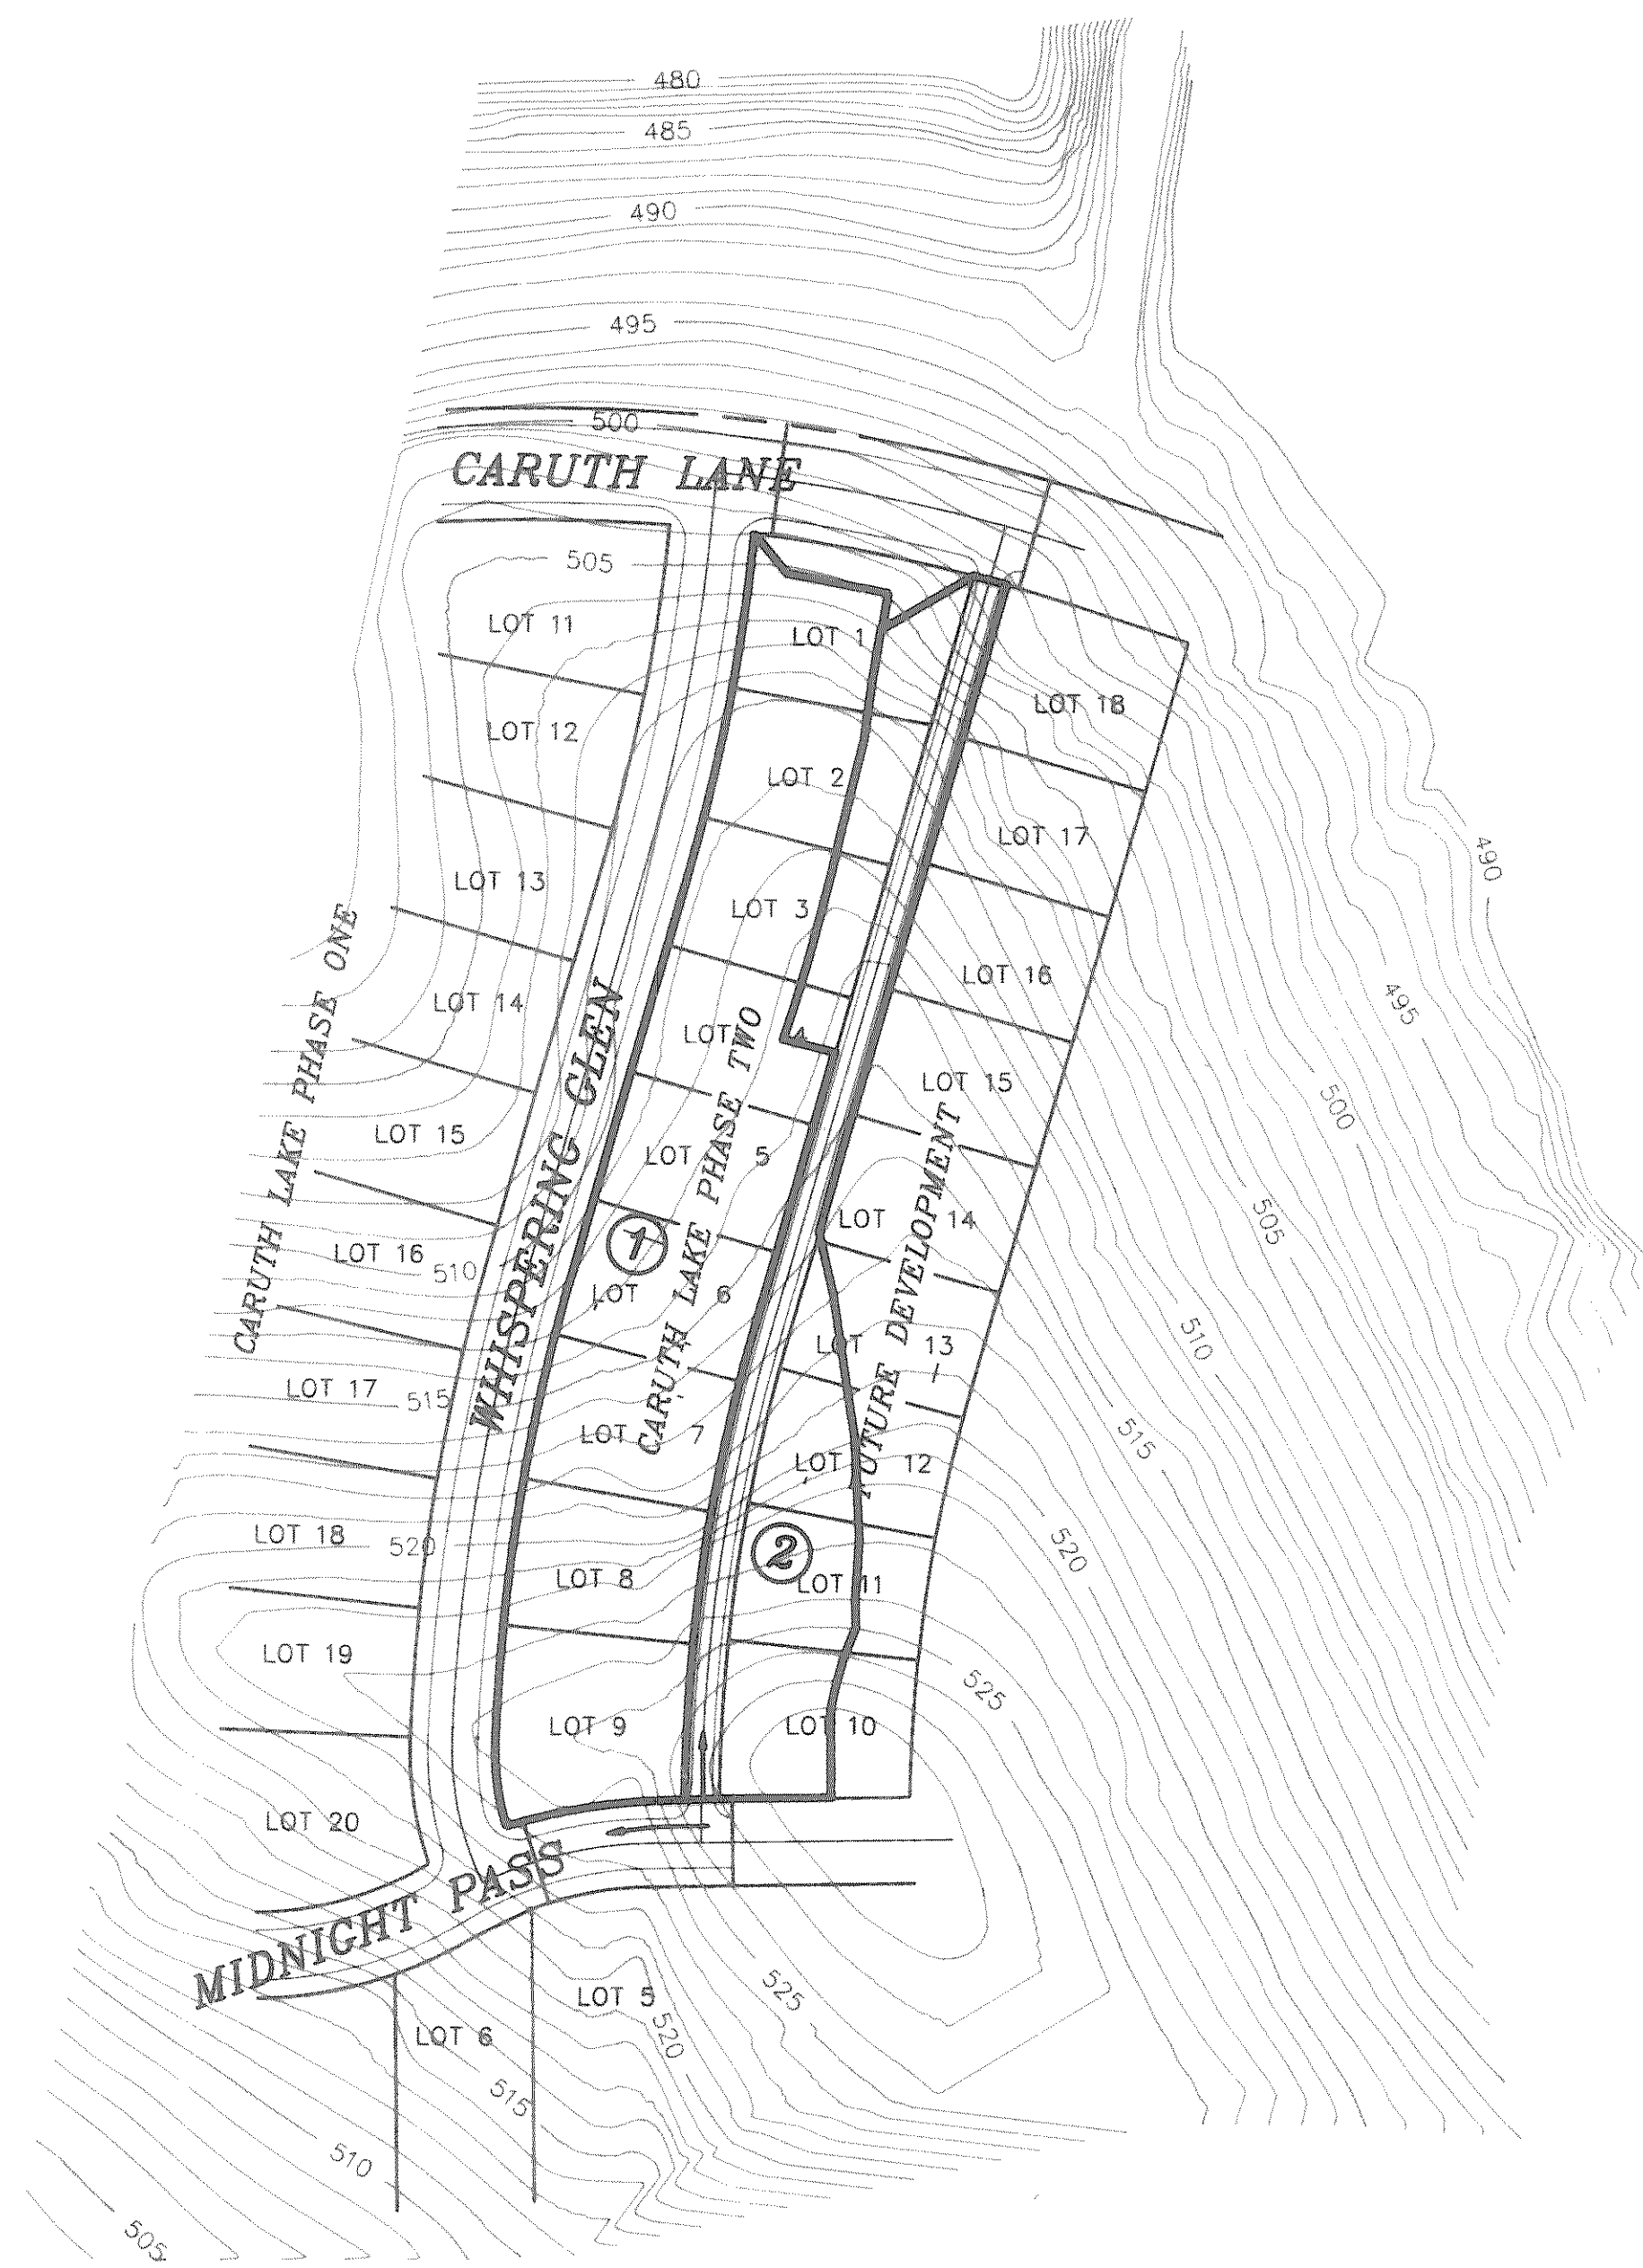 480
485
490
495
500
CARUTH LANE
505
LOT 11
LOT 1
LOT 18
LOT 12
LOT 2
LOT 17
490
LOT 13
LOT 3
LOT 16
495
LOT 14
LOT
LOT 15
500
LOT 15
LOT 5
LOT 14
505
CARUTH LAKE PHASE ONE
WHISPERING GLEN
CARUTH LAKE PHASE TWO
FUTURE DEVELOPMENT
1
LOT 16
510
LOT 6
LOT 13
510
LOT 17
515
LOT 7
LOT 12
515
LOT 18
520
LOT 8
2
LOT 11
520
LOT 19
LOT 9
LOT 10
525
LOT 20
MIDNIGHT PASS
LOT 5
525
LOT 6
520
515
510
505